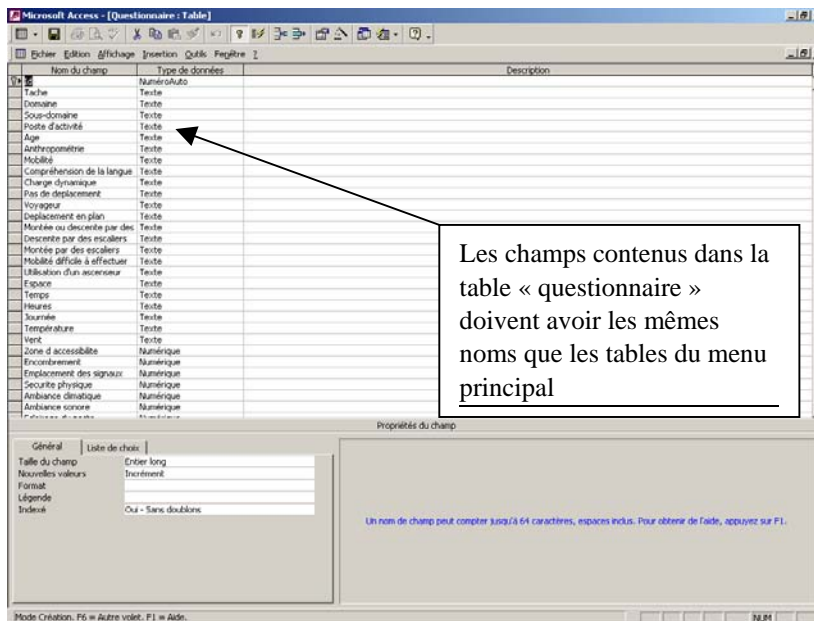 Microsoft Access - [Questionnaire : Table]
Fichier Edition Affichage Insertion Outils Fenêtre ?
Nom du champ Type de données Description
NuméroAuto
Tache Texte
Domaine Texte
Sous-domaine Texte
Poste d'activité Texte
Age Texte
Anthropométrie Texte
Mobilité Texte
Compréhension de la langue Texte
Charge dynamique Texte
Pas de deplacement Texte
Voyageur Texte
Deplacement en plan Texte
Montée ou descente par des Texte
Descente par des escaliers Texte
Montée par des escaliers Texte
Mobilité difficile à effectuer Texte
Utilisation d'un ascenseur Texte
Espace Texte
Temps Texte
Heures Texte
Journée Texte
Température Texte
Vent Texte
Zone d accessibilite Numérique
Encombrement Numérique
Emplacement des signaux Numérique
Securite physique Numérique
Ambiance climatique Numérique
Ambiance sonore Numérique
Les champs contenus dans la
table « questionnaire »
doivent avoir les mêmes
noms que les tables du menu
principal
Propriétés du champ
Général Liste de choix
Taille du champ Entier long
Nouvelles valeurs Incrément
Format
Légende
Indexé Oui - Sans doublons
Un nom de champ peut compter jusqu'à 64 caractères, espaces inclus. Pour obtenir de l'aide, appuyez sur F1.
Mode Création. F6 = Autre volet. F1 = Aide. NUM